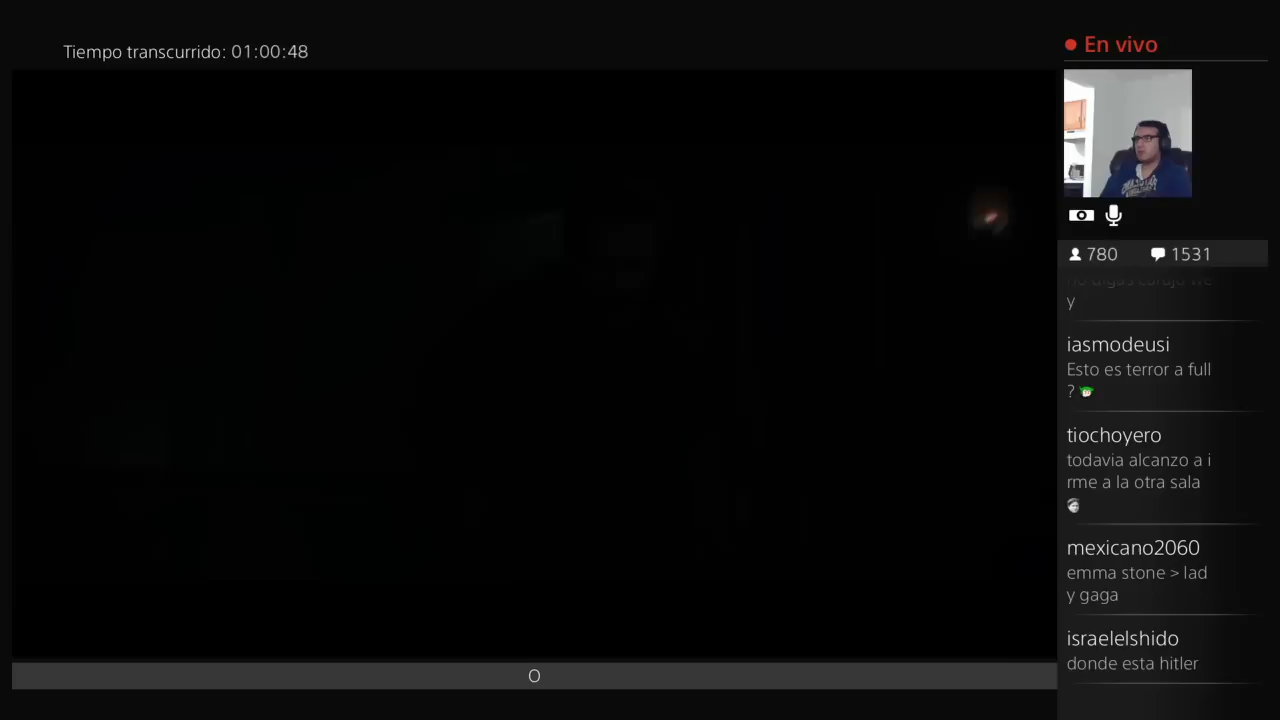 Tiempo transcurrido: 01:00:48
En vivo
780 1531
y
iasmodeusi
Esto es terror a full
?
tiochoyero
todavia alcanzo a i
rme a la otra sala
mexicano2060
emma stone > lad
y gaga
israelelshido
donde esta hitler
O